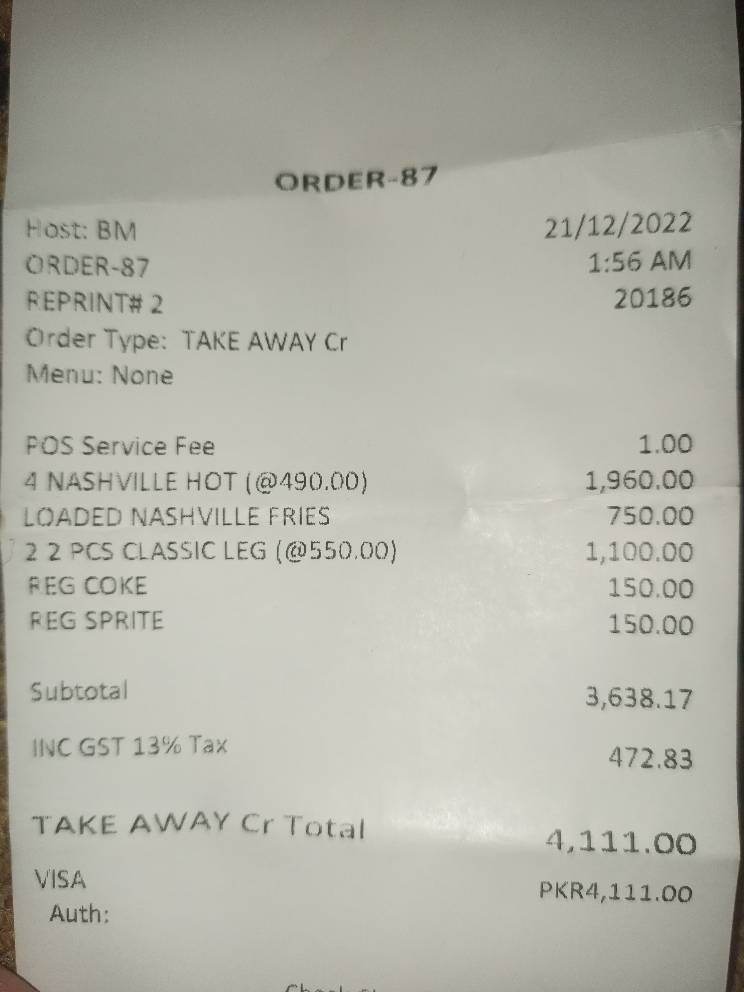 ORDER-87
Host: BM 21/12/2022
ORDER-87 1:56 AM
REPRINT# 2 20186
Order Type: TAKE AWAY Cr
Menu: None
POS Service Fee 1.00
4 NASHVILLE HOT (@490.00) 1,960.00
LOADED NASHVILLE FRIES 750.00
2 2 PCS CLASSIC LEG (@550.00) 1,100.00
REG COKE 150.00
REG SPRITE 150.00
Subtotal 3,638.17
INC GST 13% Tax 472.83
TAKE AWAY Cr Total 4,111.00
VISA PKR4,111.00
Auth: